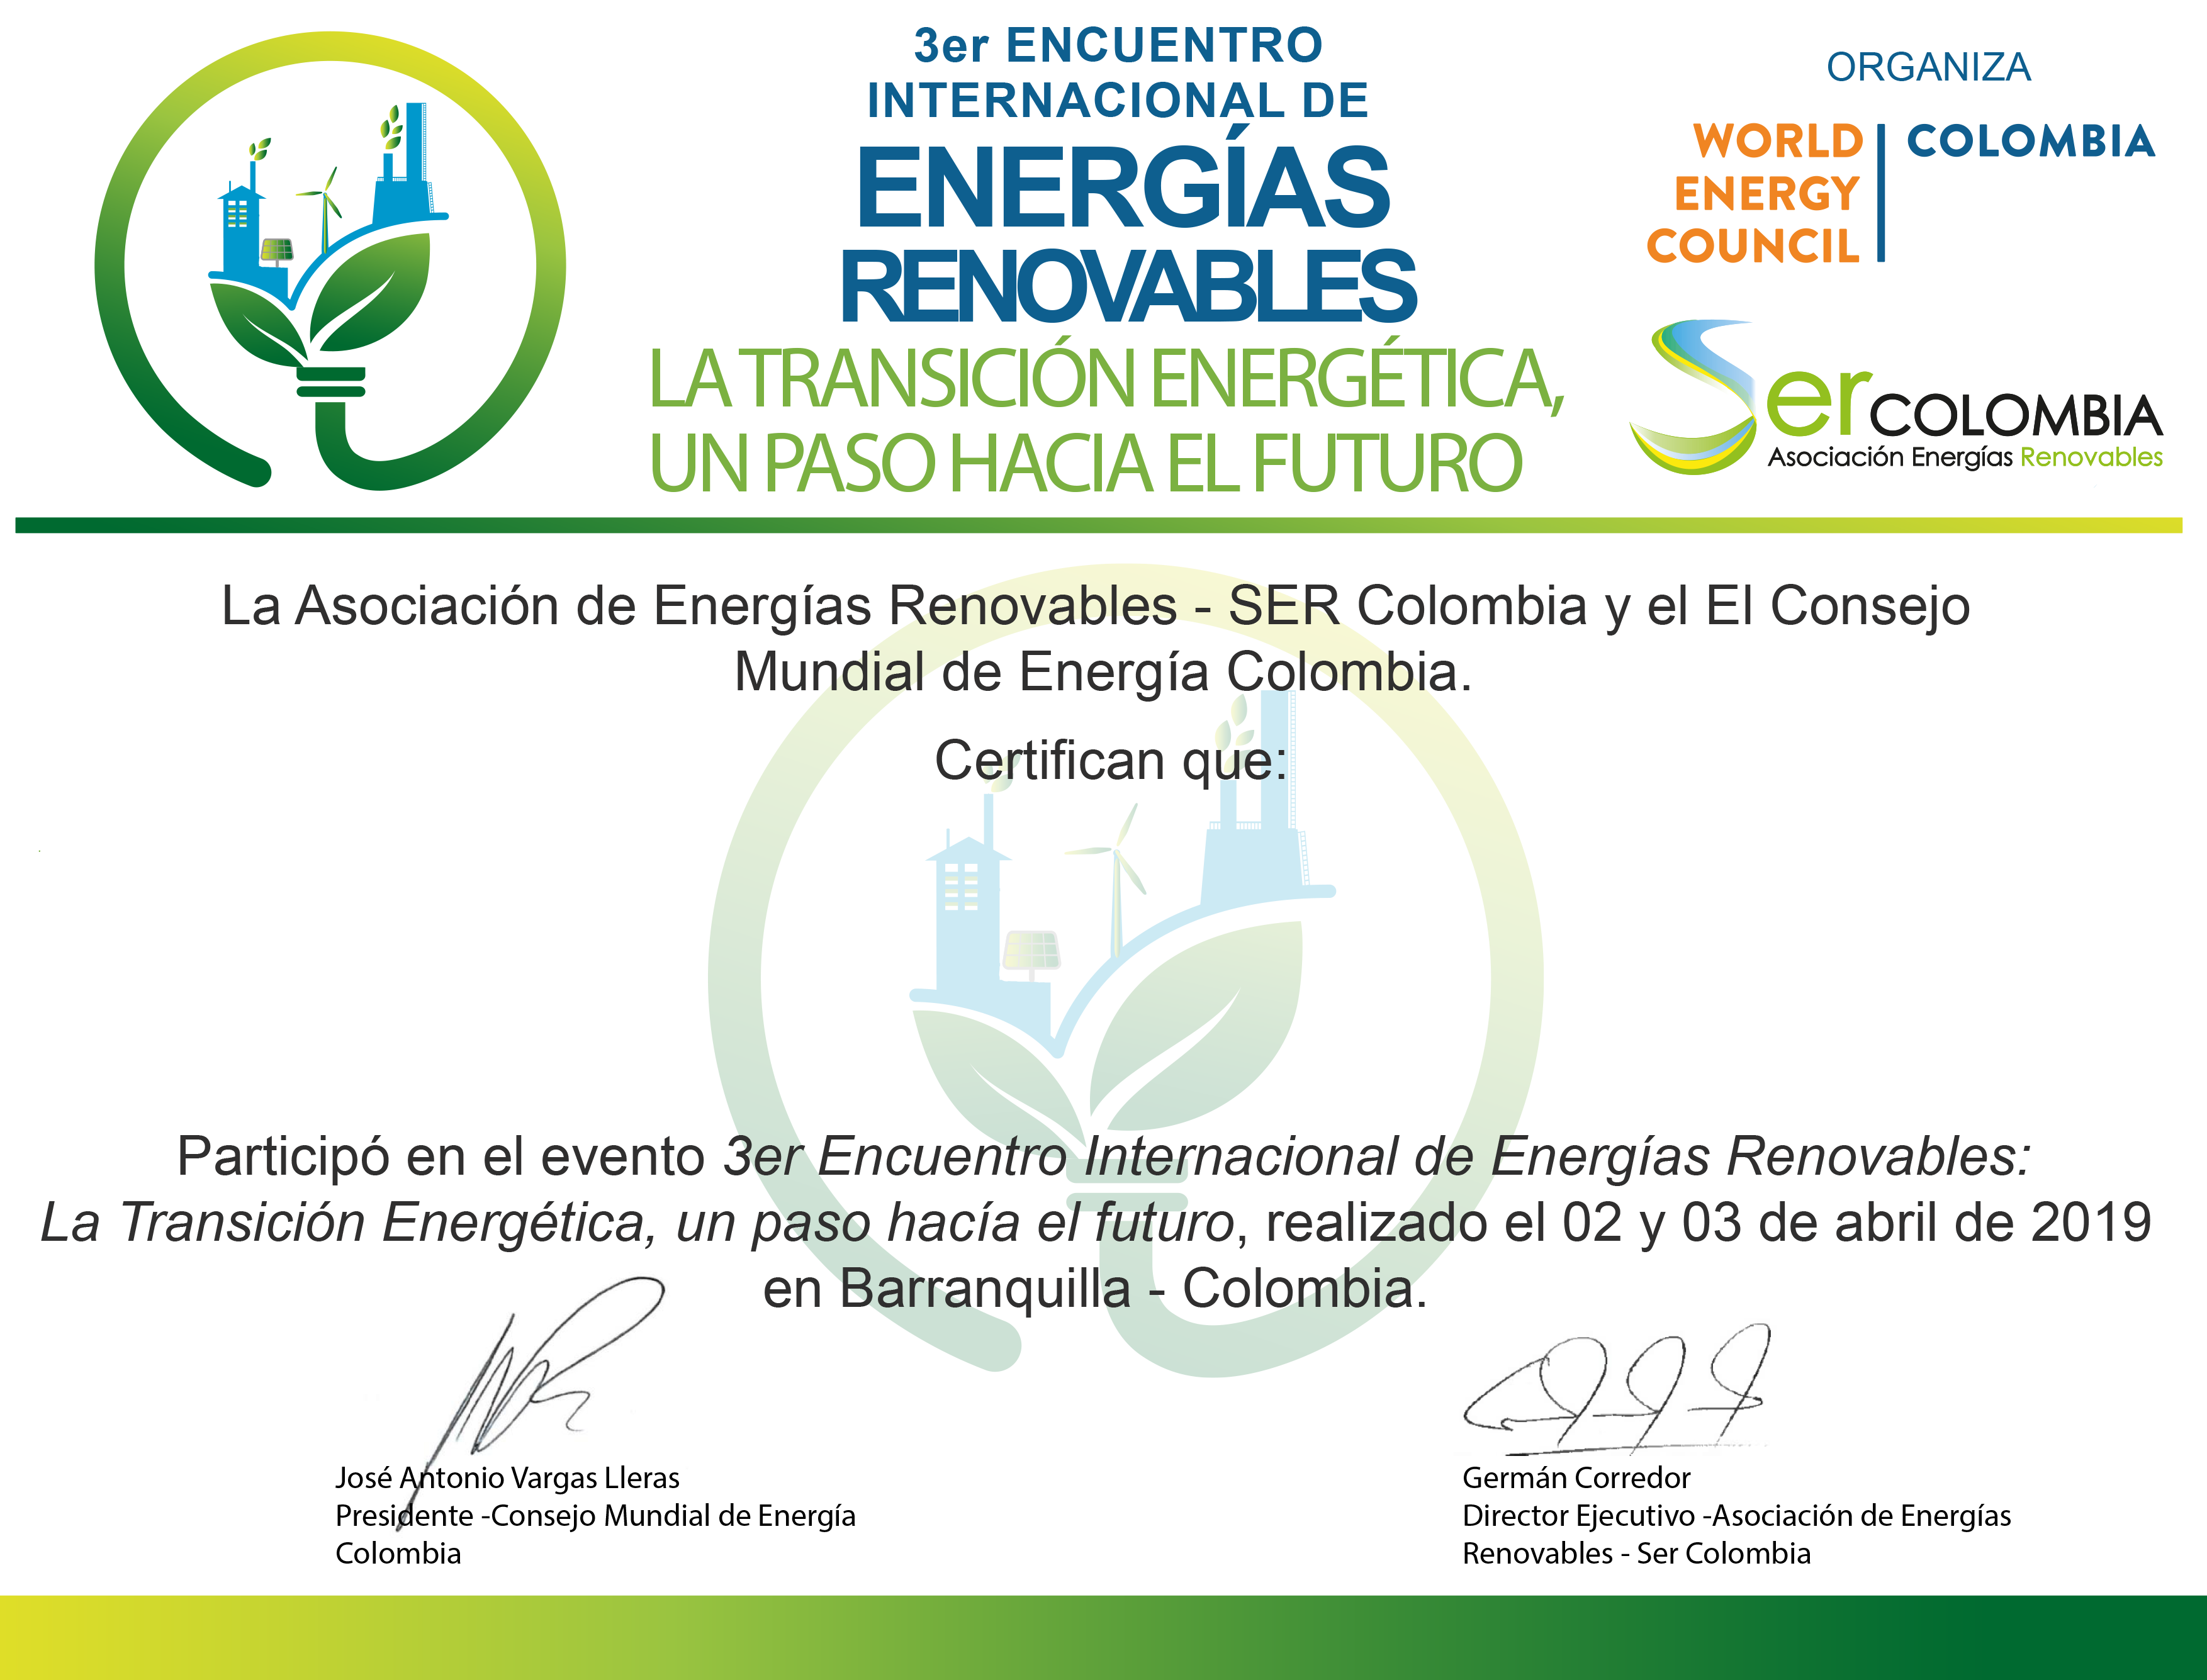 3er ENCUENTRO
INTERNACIONAL DE
ENERGÍAS
RENOVABLES
LA TRANSICIÓN ENERGÉTICA,
UN PASO HACIA EL FUTURO
ORGANIZA
WORLD
ENERGY
COUNCIL
COLOMBIA
Ser COLOMBIA
Asociación Energías Renovables
La Asociación de Energías Renovables - SER Colombia y el El Consejo
Mundial de Energía Colombia.
Certifican que:
Participó en el evento 3er Encuentro Internacional de Energías Renovables:
La Transición Energética, un paso hacía el futuro, realizado el 02 y 03 de abril de 2019
en Barranquilla - Colombia.
José Antonio Vargas Lleras
Presidente -Consejo Mundial de Energía
Colombia
Germán Corredor
Director Ejecutivo -Asociación de Energías
Renovables - Ser Colombia